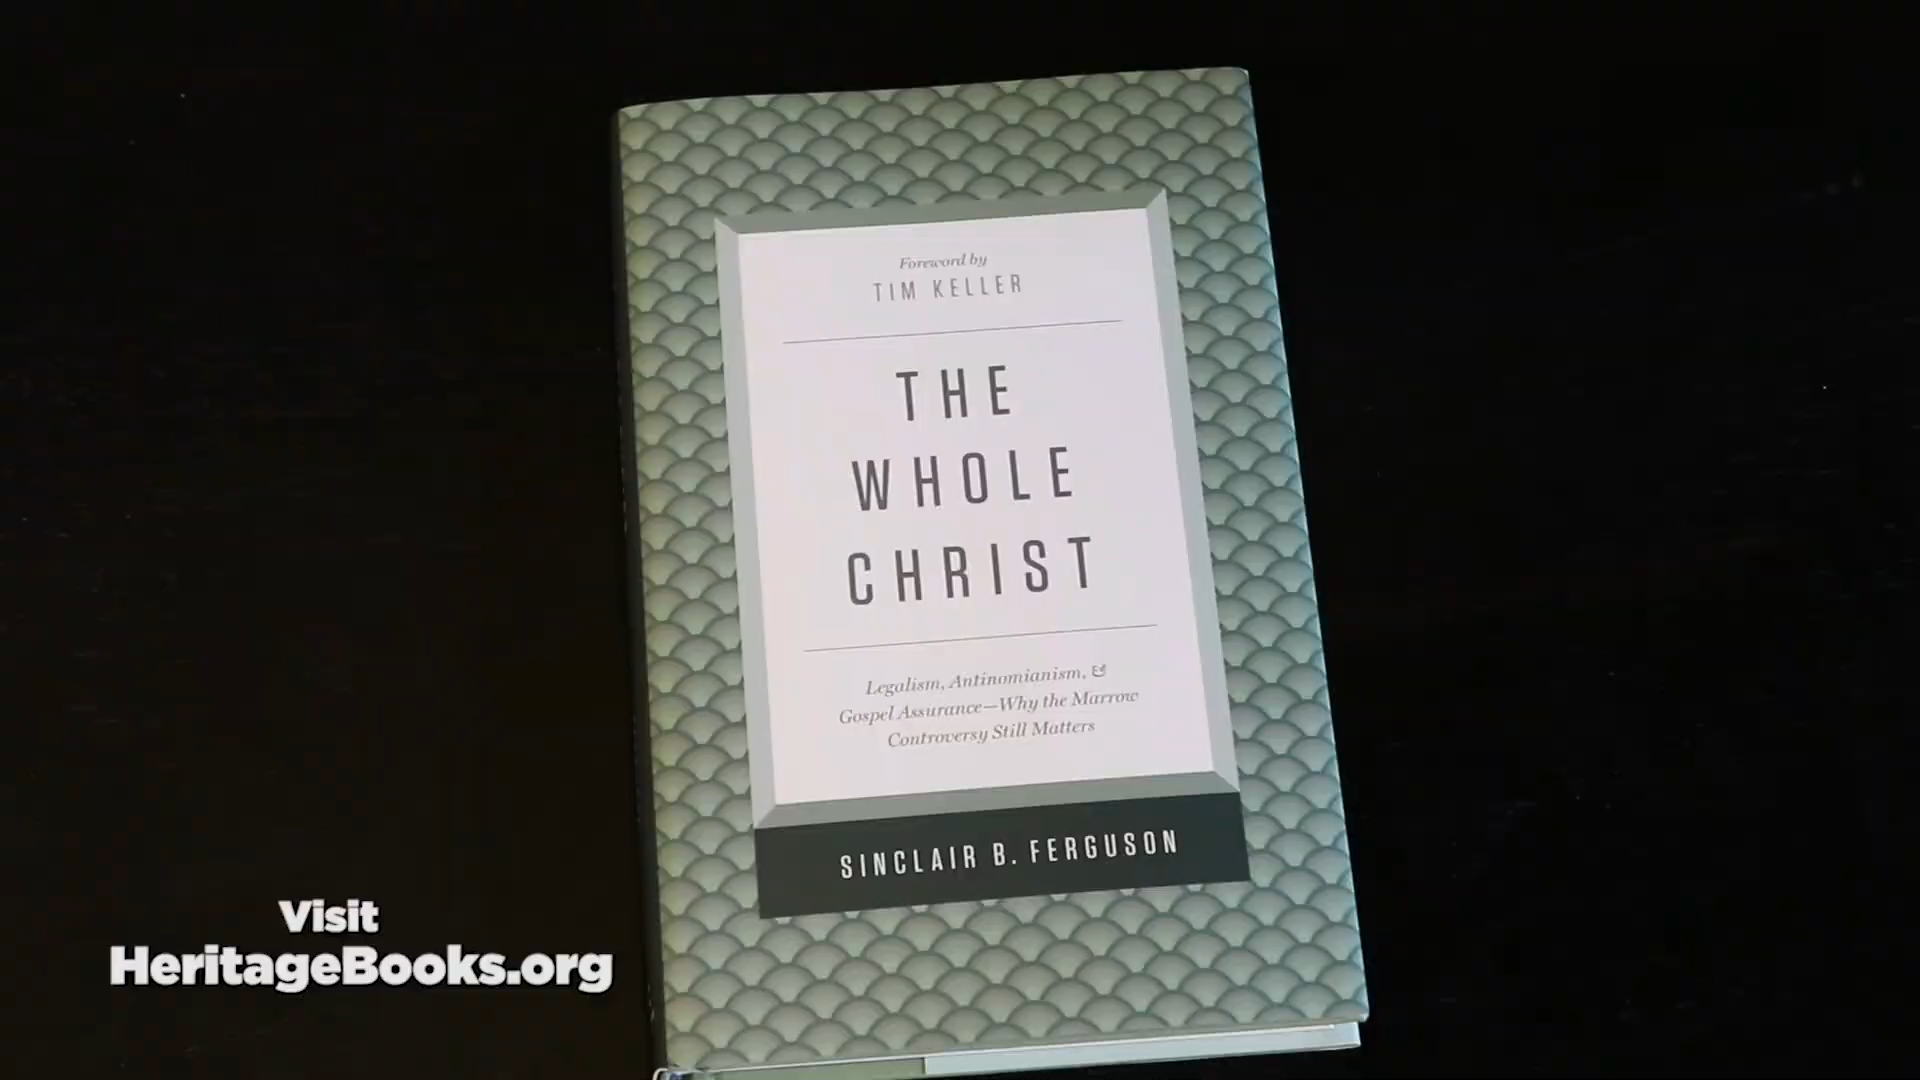 Foreword by
TIM KELLER
THE
WHOLE
CHRIST
Legalism, Antinomianism, &
Gospel Assurance—Why the Marrow
Controversy Still Matters
SINCLAIR B. FERGUSON
Visit
HeritageBooks.org